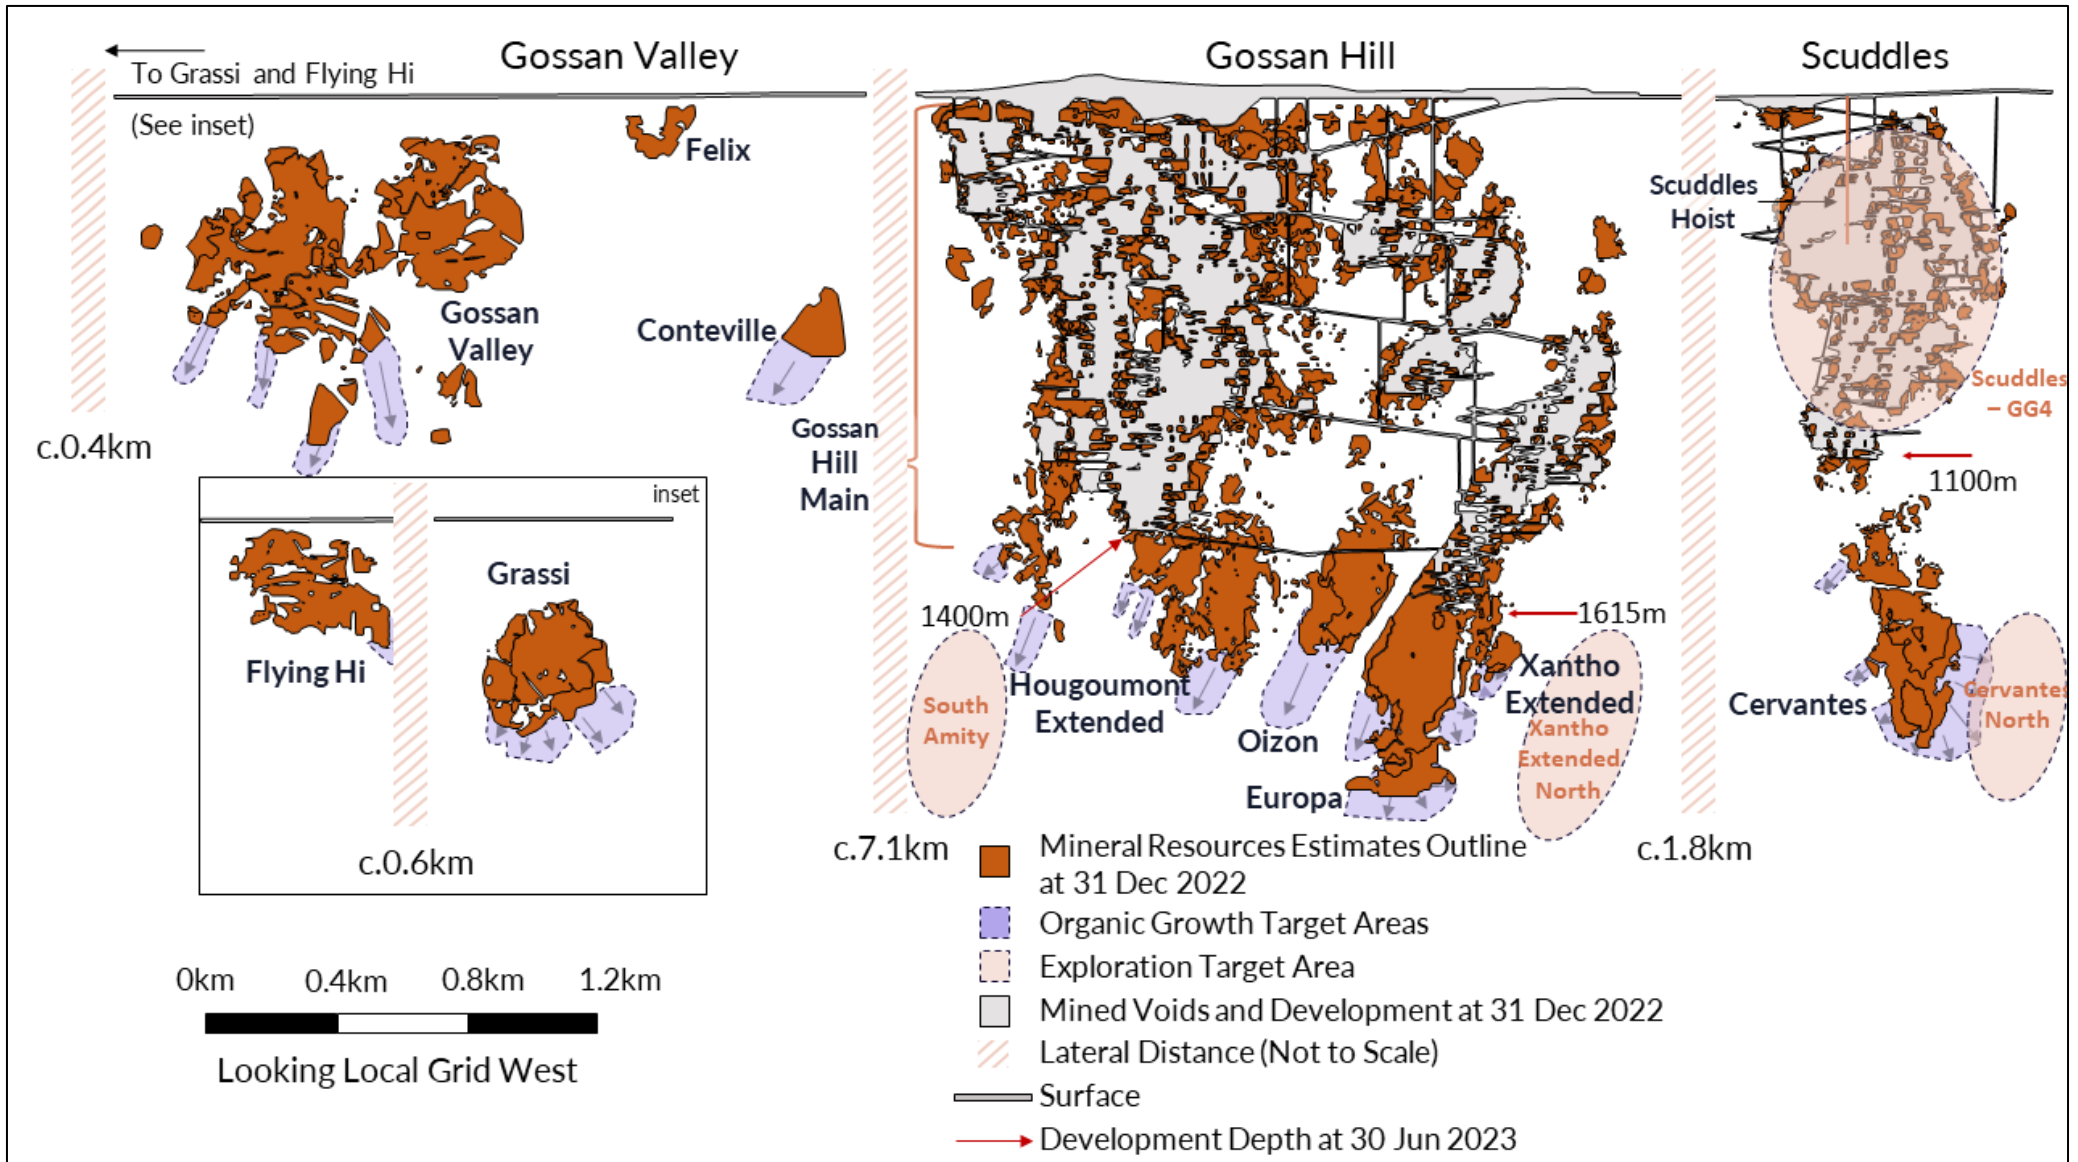 Gossan Valley
Gossan Hill
Scuddles
To Grassi and Flying Hi
(See inset)
Felix
Scuddles
Hoist
Gossan
Valley
Conteville
Scuddles
– GG4
c.0.4km
Gossan
Hill
Main
1100m
inset
Grassi
Flying Hi
c.0.6km
1400m
1615m
South
Amity
Hougoumont
Extended
Oizon
Europa
Xantho
Extended
Xantho
Extended
North
Cervantes
Cervantes
North
c.7.1km
c.1.8km
Mineral Resources Estimates Outline
at 31 Dec 2022
Organic Growth Target Areas
Exploration Target Area
Mined Voids and Development at 31 Dec 2022
Lateral Distance (Not to Scale)
Surface
Development Depth at 30 Jun 2023
0km 0.4km 0.8km 1.2km
Looking Local Grid West